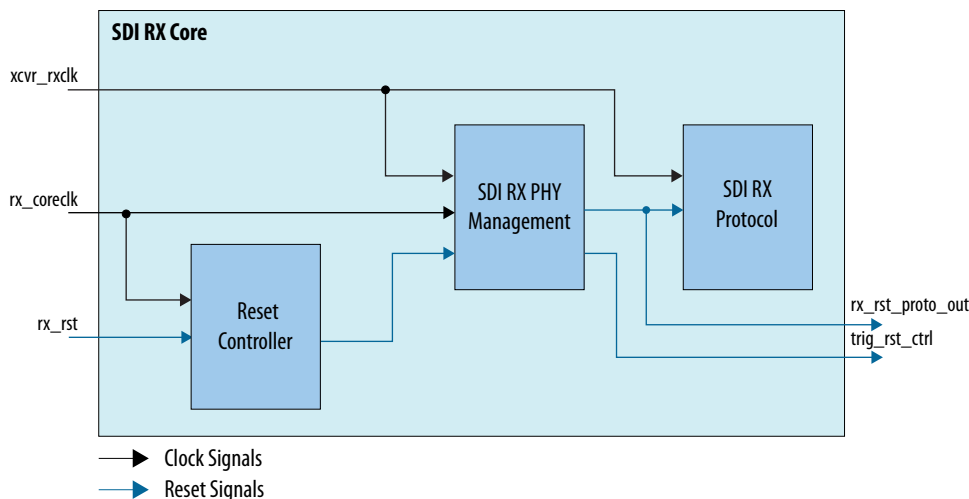 SDI RX Core
xcvr_rxclk
SDI RX PHY
Management
SDI RX
Protocol
rx_coreclk
Reset
Controller
rx_rst
rx_rst_proto_out
trig_rst_ctrl
Clock Signals
Reset Signals